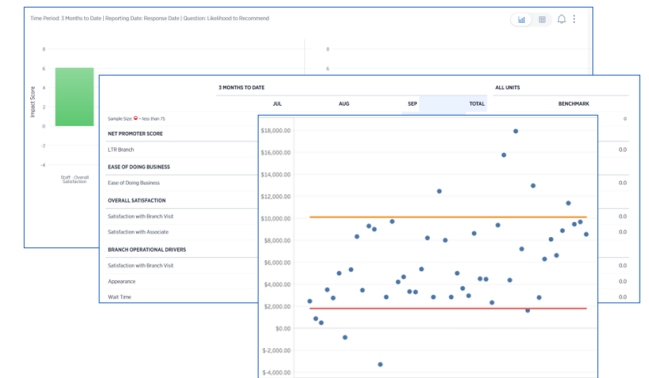 Time Period: 3 Months to Date | Reporting Date: Response Date | Question: Likelihood to Recommend
Impact Score
8
6
4
2
0
-2
-4
Staff - Overall
Satisfaction
8
6
3 MONTHS TO DATE
ALL UNITS
JUL
AUG
SEP
TOTAL
BENCHMARK
Sample Size: - less than 75
0
NET PROMOTER SCORE
LTR Branch
0.0
EASE OF DOING BUSINESS
Ease of Doing Business
0.0
OVERALL SATISFACTION
Satisfaction with Branch Visit
0.0
Satisfaction with Associate
0.0
BRANCH OPERATIONAL DRIVERS
Satisfaction with Branch Visit
0.0
Appearance
0.0
Wait Time
0.0
$18,000.00
$16,000.00
$14,000.00
$12,000.00
$10,000.00
$8,000.00
$6,000.00
$4,000.00
$2,000.00
$0.00
$-2,000.00
$-4,000.00